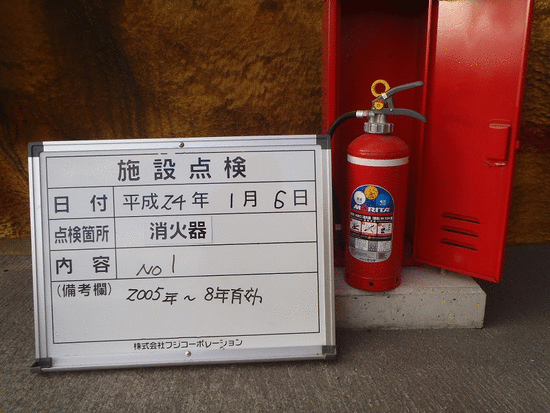 施設点検
日付 平成24年 1月6日
点検箇所 消火器
内容 No 1
(備考欄) 2005年～8年有効
株式会社フジコーポレーション
MORITA